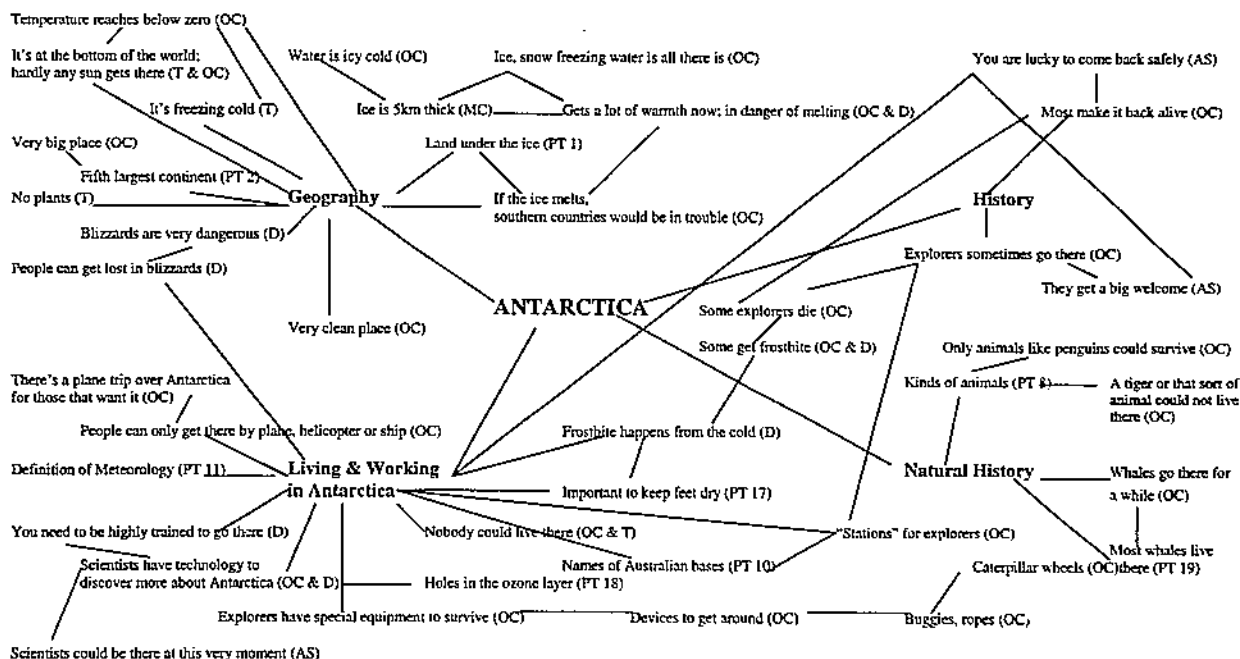 Temperature reaches below zero (OC)
It's at the bottom of the world;
hardly any sun gets there (T & OC)
Water is icy cold (OC)
Ice, snow freezing water is all there is (OC)
You are lucky to come back safely (AS)
It's freezing cold (T)
Ice is 5km thick (MC)
Gets a lot of warmth now; in danger of melting (OC & D)
Most make it back alive (OC)
Very big place (OC)
Land under the ice (PT 1)
Fifth largest continent (PT 2)
No plants (T)
Geography
If the ice melts,
southern countries would be in trouble (OC)
History
Blizzards are very dangerous (D)
People can get lost in blizzards (D)
Explorers sometimes go there (OC)
They get a big welcome (AS)
ANTARCTICA
Some explorers die (OC)
Very clean place (OC)
Some get frostbite (OC & D)
Only animals like penguins could survive (OC)
There's a plane trip over Antarctica
for those that want it (OC)
Kinds of animals (PT 8)
A tiger or that sort of
animal could not live
there (OC)
People can only get there by plane, helicopter or ship (OC)
Frostbite happens from the cold (D)
Definition of Meteorology (PT 11)
Living & Working
in Antarctica
Natural History
Whales go there for
a while (OC)
Important to keep feet dry (PT 17)
You need to be highly trained to go there (D)
Nobody could live there (OC & T)
"Stations" for explorers (OC)
Scientists have technology to
discover more about Antarctica (OC & D)
Names of Australian bases (PT 10)
Most whales live
there (PT 19)
Holes in the ozone layer (PT 18)
Caterpillar wheels (OC)
Explorers have special equipment to survive (OC)
Devices to get around (OC)
Buggies, ropes (OC)
Scientists could be there at this very moment (AS)